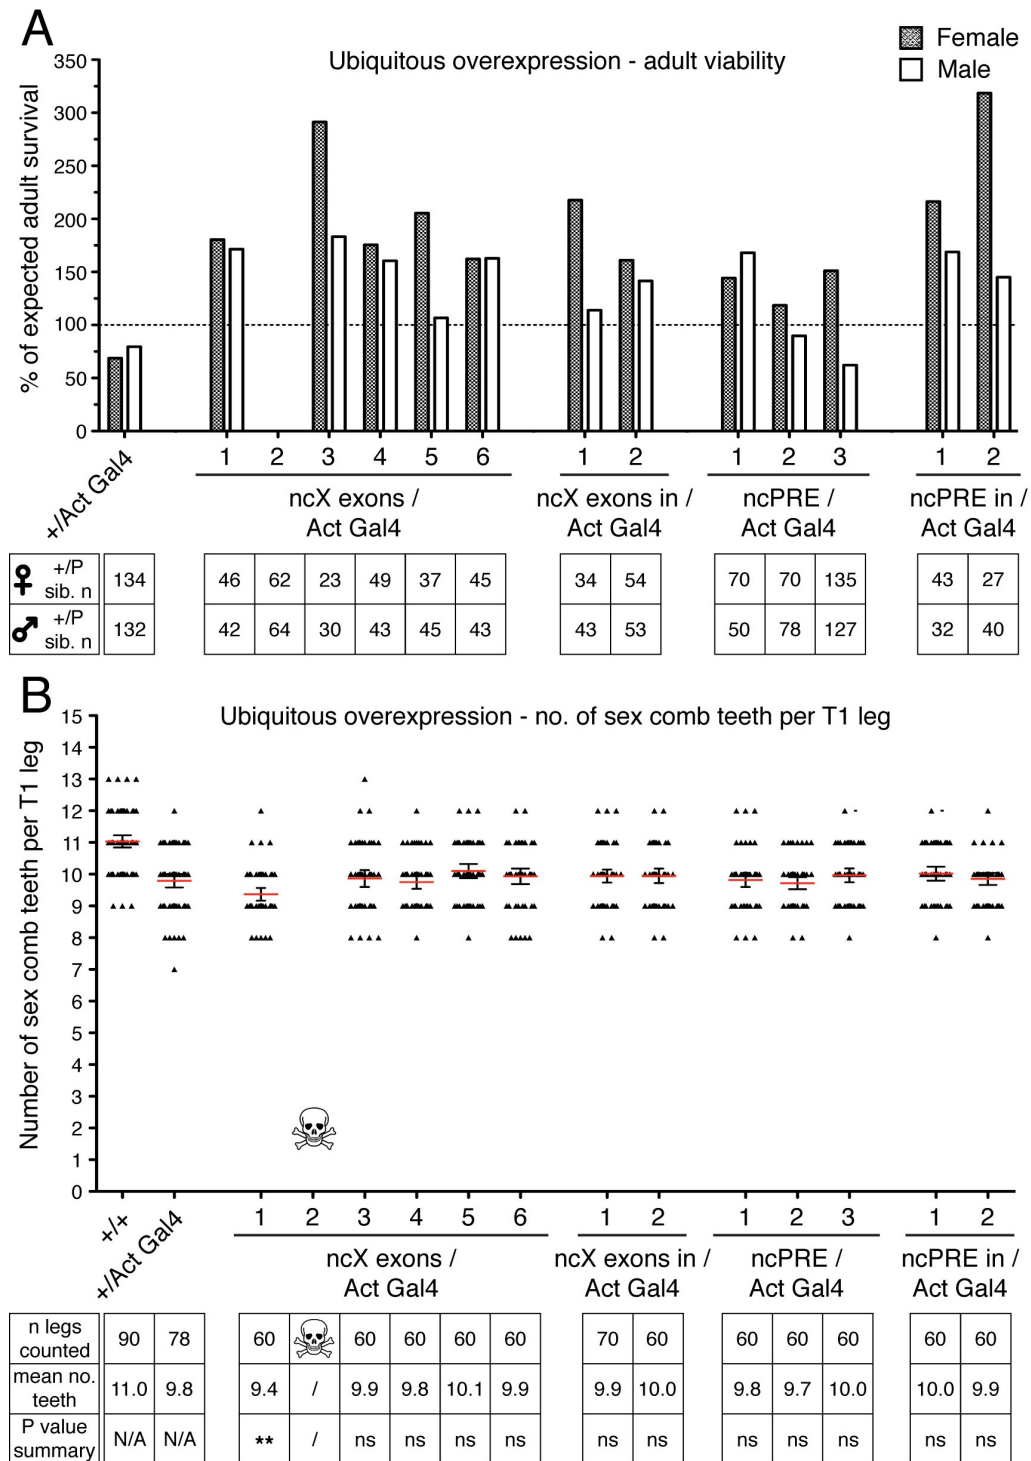 A
Ubiquitous overexpression - adult viability
Female
Male
% of expected adult survival
350
300
250
200
150
100
50
0
+/Act Gal4
1 2 3 4 5 6 1 2 1 2 3 1 2
ncX exons / ncX exons in / ncPRE / ncPRE in /
Act Gal4 Act Gal4 Act Gal4 Act Gal4
♀ +/P sib. n 134 46 62 23 49 37 45 34 54 70 70 135 43 27
♂ +/P sib. n 132 42 64 30 43 45 43 43 53 50 78 127 32 40
B
Ubiquitous overexpression - no. of sex comb teeth per T1 leg
Number of sex comb teeth per T1 leg
15
14
13
12
11
10
9
8
7
6
5
4
3
2
1
0
+/+
+/Act Gal4
1 2 3 4 5 6 1 2 1 2 3 1 2
ncX exons / ncX exons in / ncPRE / ncPRE in /
Act Gal4 Act Gal4 Act Gal4 Act Gal4
n legs counted 90 78 60 60 60 60 60 70 60 60 60 60 60 60
mean no. teeth 11.0 9.8 9.4 / 9.9 9.8 10.1 9.9 9.9 10.0 9.8 9.7 10.0 10.0 9.9
P value summary N/A N/A ** / ns ns ns ns ns ns ns ns ns ns ns